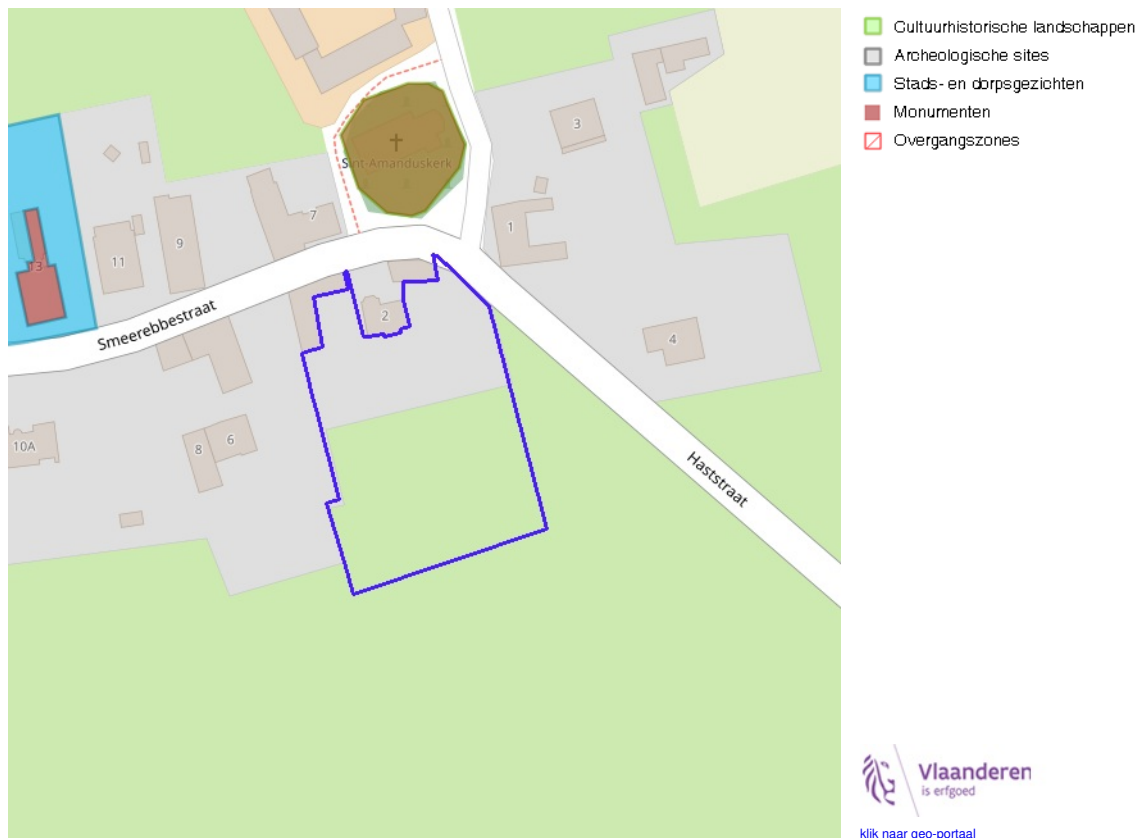 Cultuurhistorische landschappen
Archeologische sites
Stads- en dorpsgezichten
Monumenten
Overgangszones
3
Sint-Amanduskerk
7
1
9
11
13
2
Smeerebbestraat
4
6
8
10A
Haststraat
Vlaanderen
is erfgoed
klik naar geo-portaal